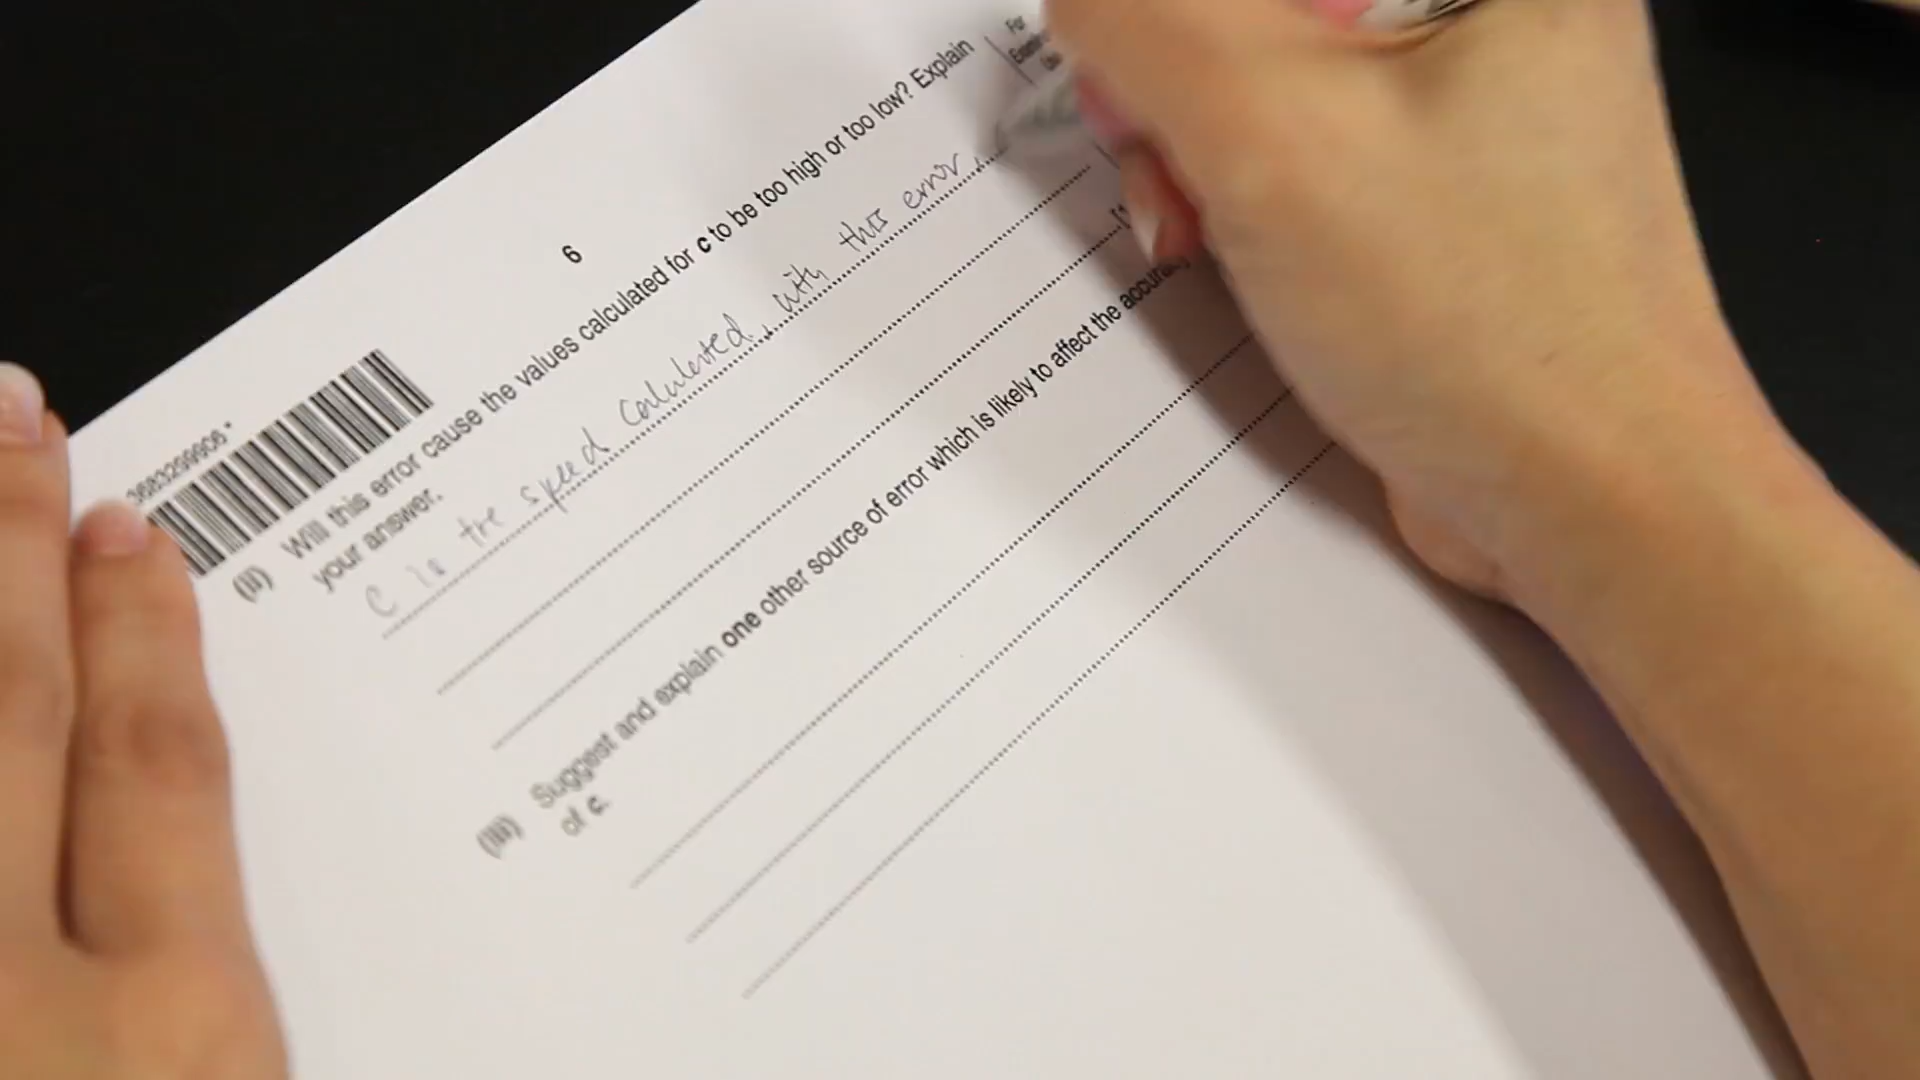 6
(ii) Will this error cause the values calculated for c to be too high or too low? Explain
your answer.
C is the speed calculated, with this error,
(iii) Suggest and explain one other source of error which is likely to affect the accuracy
of c.
For